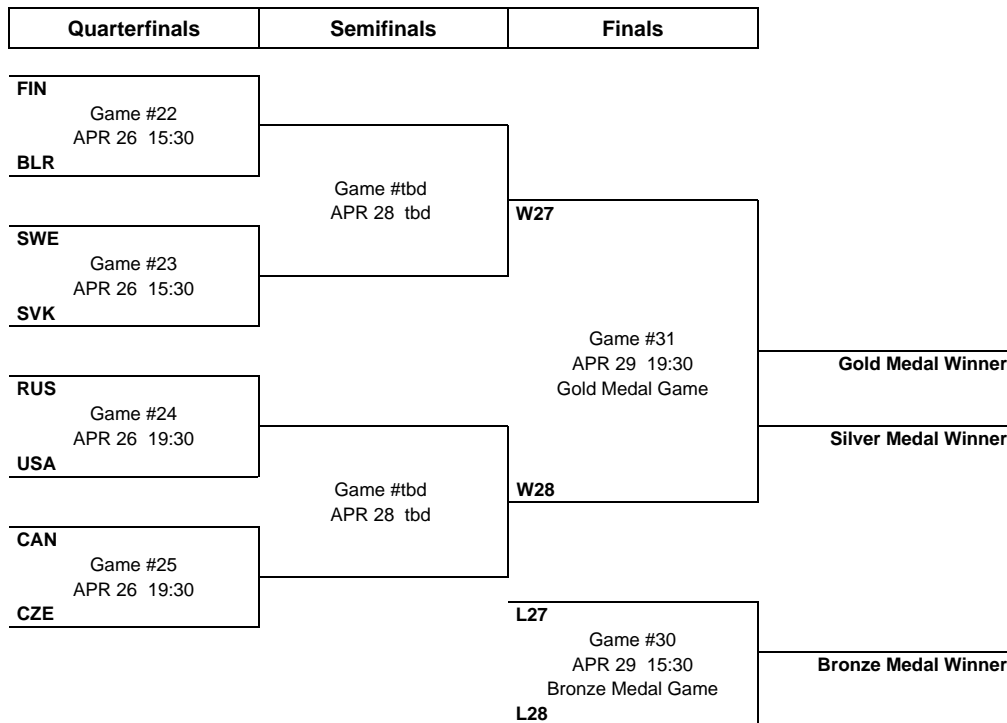 Quarterfinals
Semifinals
Finals
FIN
Game #22
APR 26 15:30
BLR
SWE
Game #23
APR 26 15:30
SVK
RUS
Game #24
APR 26 19:30
USA
CAN
Game #25
APR 26 19:30
CZE
Game #tbd
APR 28 tbd
Game #tbd
APR 28 tbd
W27
Game #31
APR 29 19:30
Gold Medal Game
W28
Gold Medal Winner
Silver Medal Winner
L27
Game #30
APR 29 15:30
Bronze Medal Game
L28
Bronze Medal Winner